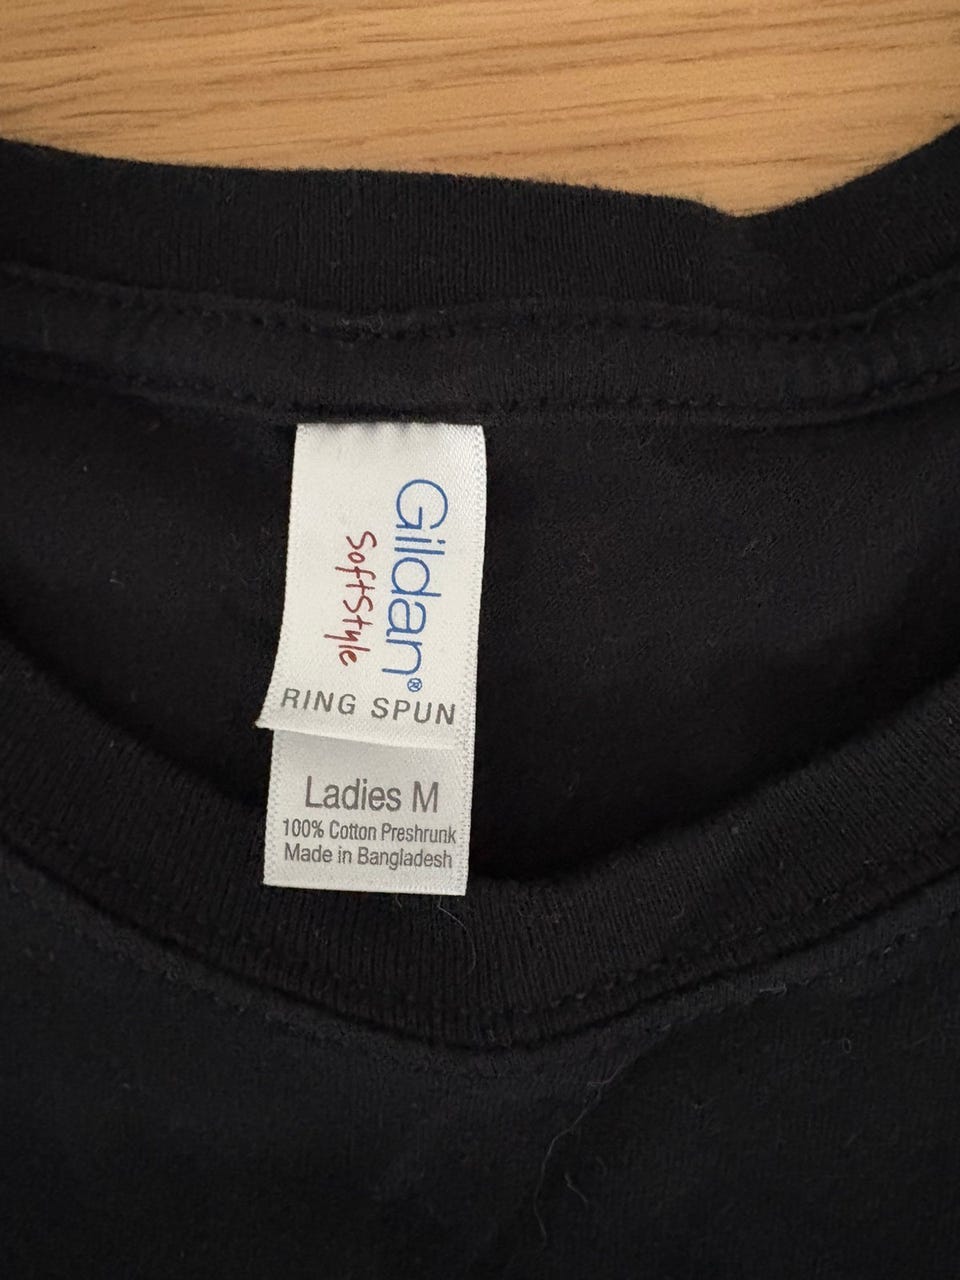 Gildan®
SoftStyle
RING SPUN
Ladies M
100% Cotton Preshrunk
Made in Bangladesh